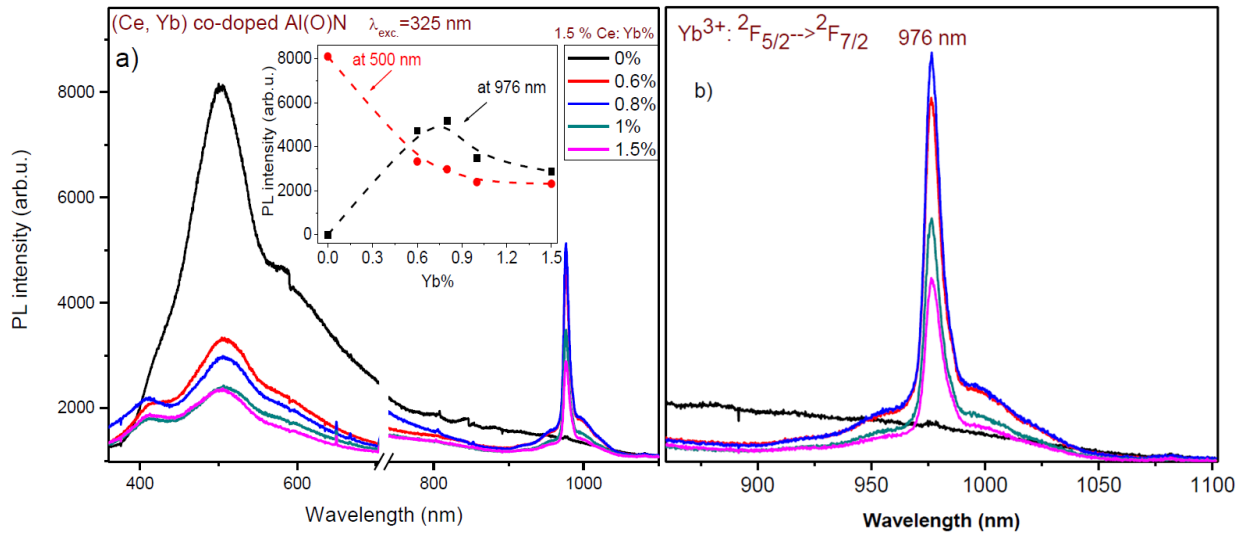 (Ce, Yb) co-doped Al(O)N λexc.=325 nm
a)
1.5 % Ce: Yb%
0%
0.6%
0.8%
1%
1.5%
at 500 nm
at 976 nm
PL intensity (arb.u.)
8000
6000
4000
2000
0
0.0 0.3 0.6 0.9 1.2 1.5
Yb%
PL intensity (arb.u.)
8000
6000
4000
2000
400 600 800 1000
Wavelength (nm)
Yb3+: 2F5/2-->2F7/2 976 nm
b)
900 950 1000 1050 1100
Wavelength (nm)